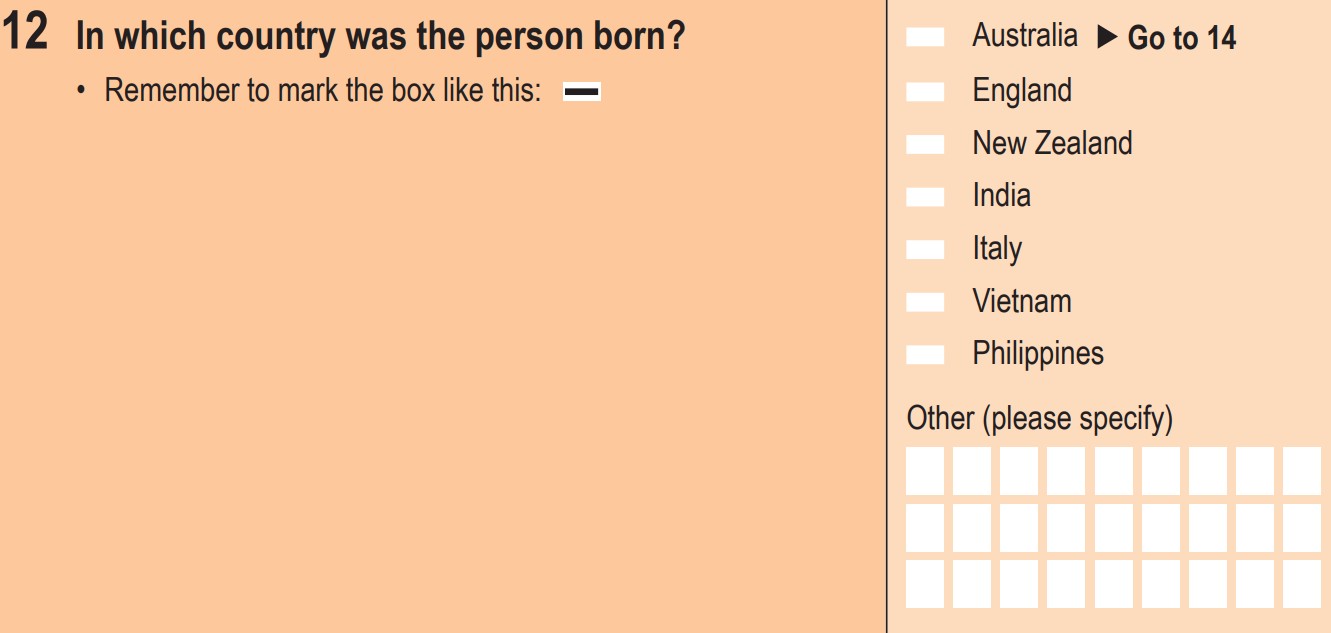 12 In which country was the person born?
• Remember to mark the box like this:
Australia ▶ Go to 14
England
New Zealand
India
Italy
Vietnam
Philippines
Other (please specify)